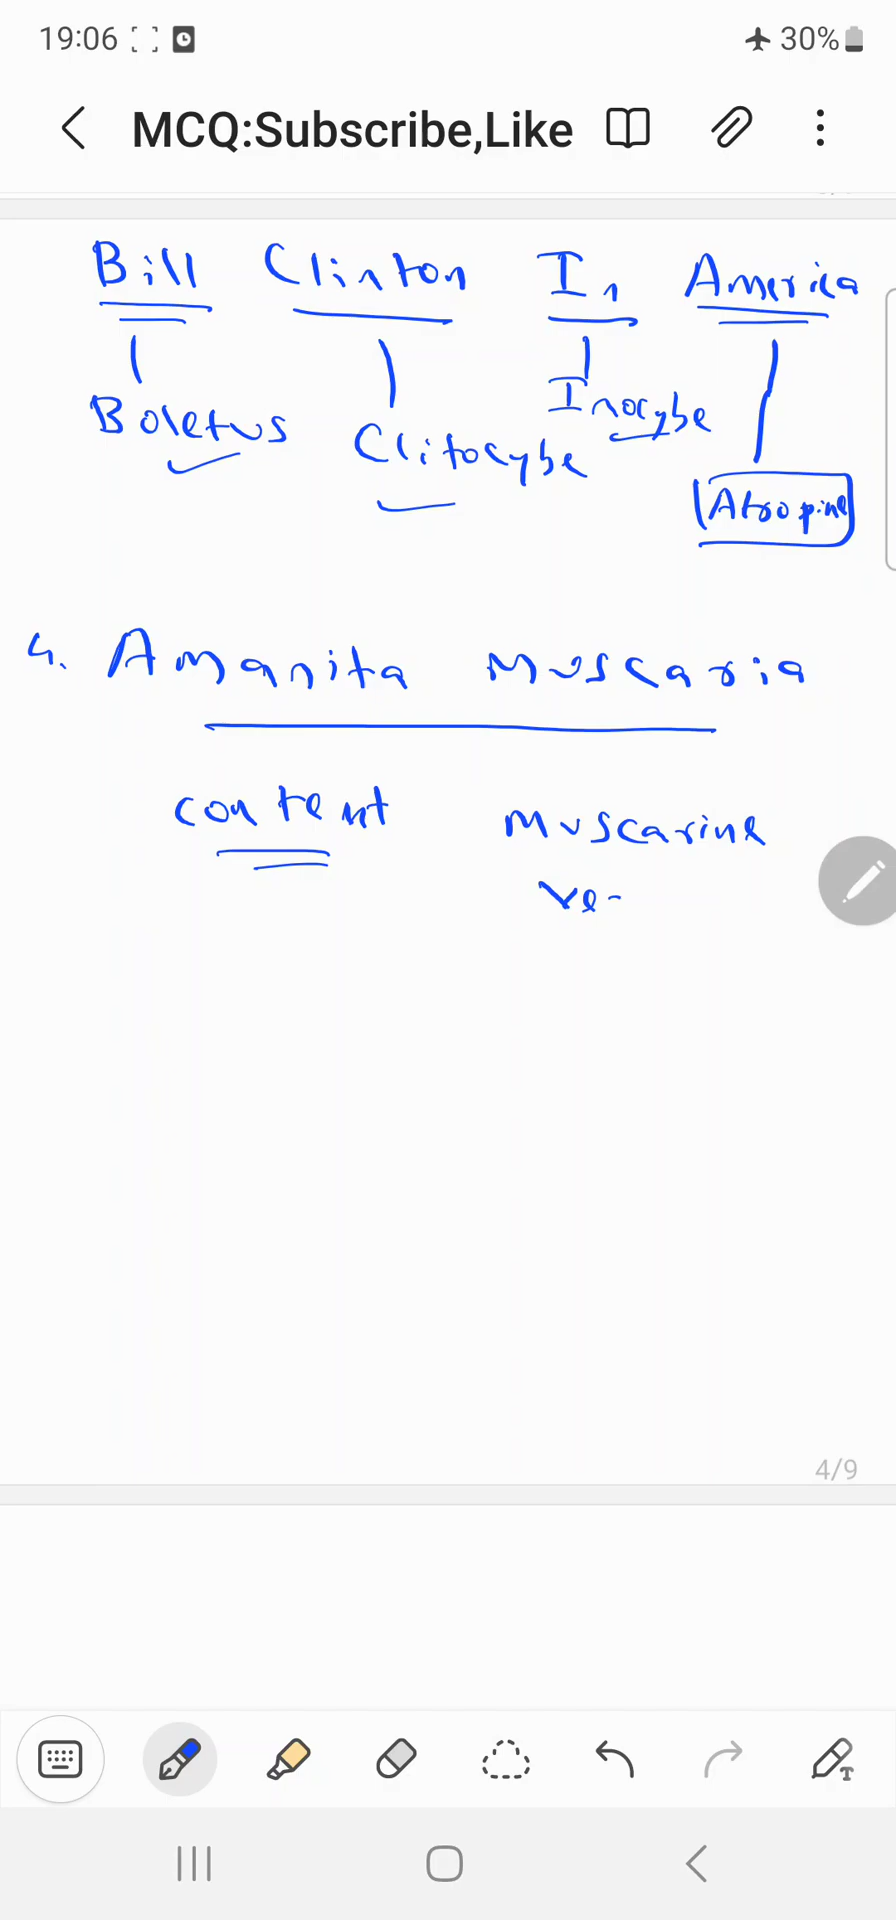 19:06 30%
MCQ:Subscribe,Like
Bill Clinton In America
Boletus Clitocybe Inocybe Atropine
4. Amanita Muscaria
content Muscarine
Ve-
4/9
T